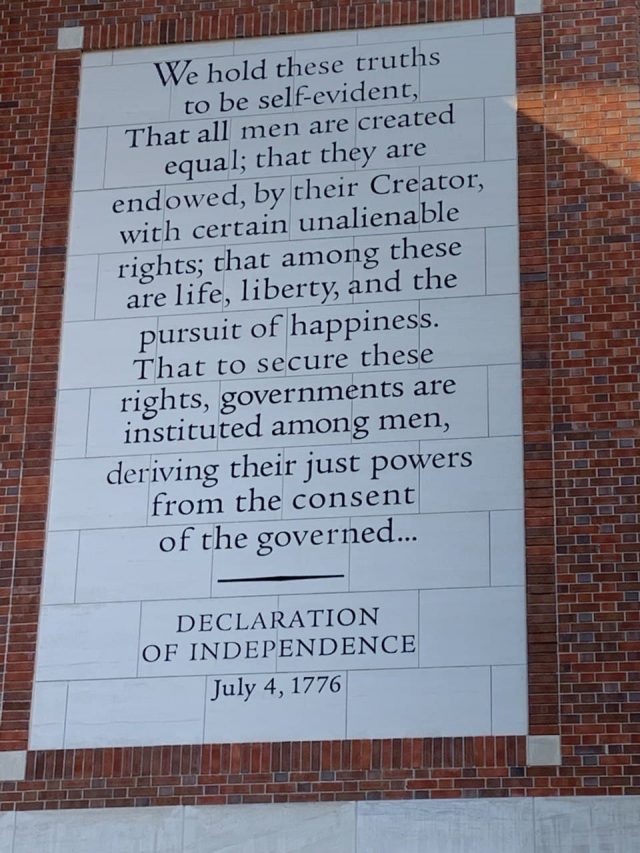 We hold these truths
to be self-evident,
That all men are created
equal; that they are
endowed, by their Creator,
with certain unalienable
rights; that among these
are life, liberty, and the
pursuit of happiness.
That to secure these
rights, governments are
instituted among men,
deriving their just powers
from the consent
of the governed...
DECLARATION
OF INDEPENDENCE
July 4, 1776